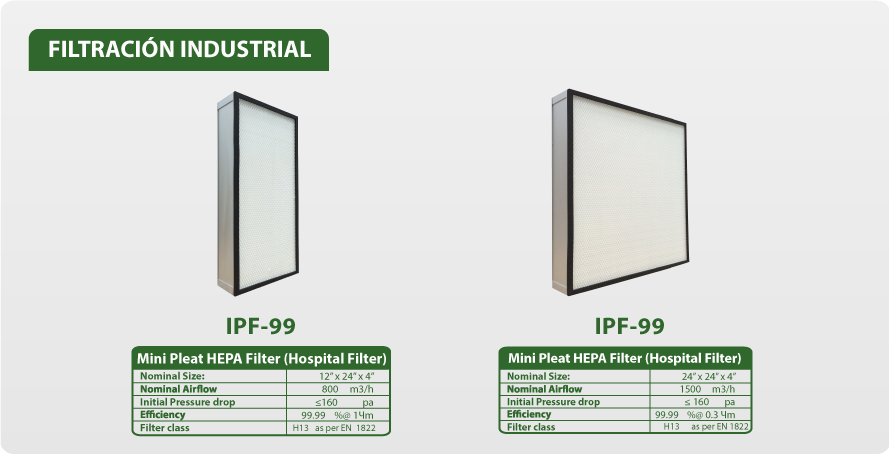 FILTRACIÓN INDUSTRIAL
IPF-99
Mini Pleat HEPA Filter (Hospital Filter)
Nominal Size: 12” x 24” x 4”
Nominal Airflow 800 m3/h
Initial Pressure drop ≤160 pa
Efficiency 99.99 %@ 1Чm
Filter class H13 as per EN 1822
IPF-99
Mini Pleat HEPA Filter (Hospital Filter)
Nominal Size: 24” x 24” x 4”
Nominal Airflow 1500 m3/h
Initial Pressure drop ≤ 160 pa
Efficiency 99.99 %@ 0.3 Чm
Filter class H13 as per EN 1822